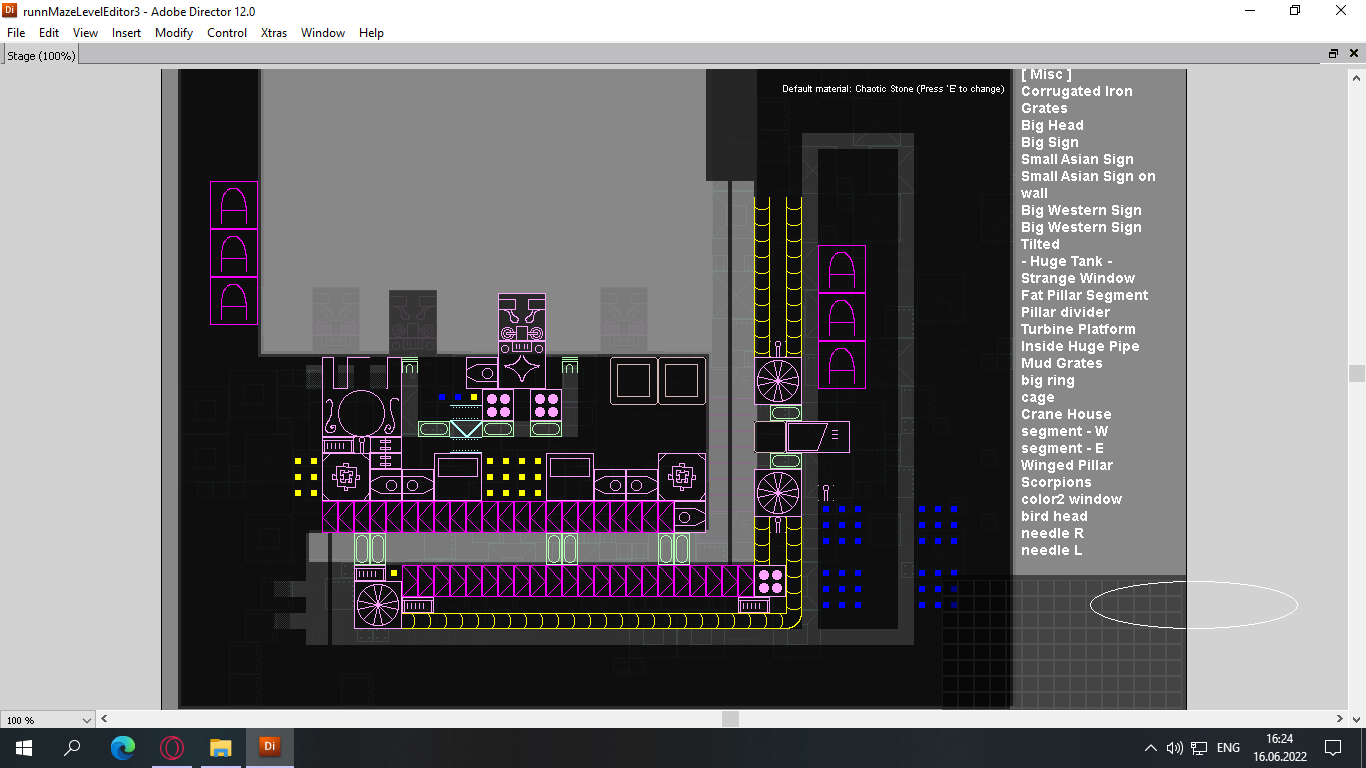 runnMazeLevelEditor3 - Adobe Director 12.0
File Edit View Insert Modify Control Xtras Window Help
Stage (100%)
Default material: Chaotic Stone (Press 'E' to change)
[ Misc ]
Corrugated Iron
Grates
Big Head
Big Sign
Small Asian Sign
Small Asian Sign on
wall
Big Western Sign
Big Western Sign
Tilted
- Huge Tank -
Strange Window
Fat Pillar Segment
Pillar divider
Turbine Platform
Inside Huge Pipe
Mud Grates
big ring
cage
Crane House
segment - W
segment - E
Winged Pillar
Scorpions
color2 window
bird head
needle R
needle L
100 %
Di
ENG
16:24
16.06.2022